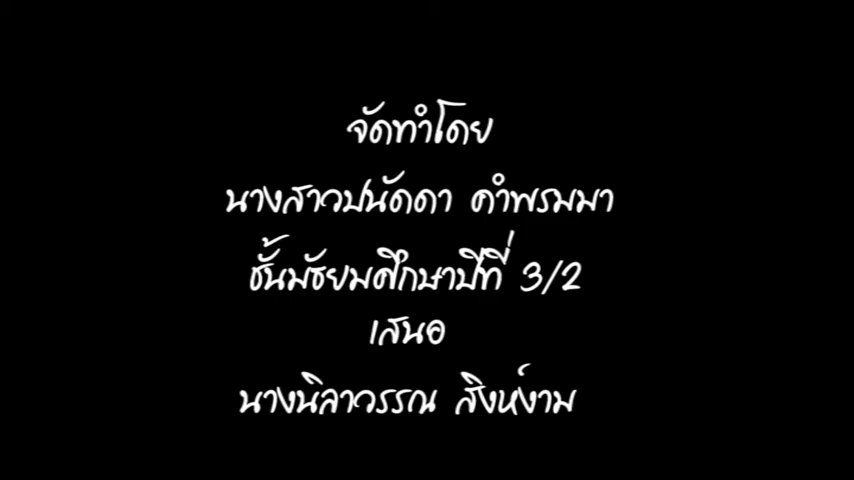 จัดทำโดย
นางสาวปนัดดา คำพรมมา
ชั้นมัธยมศึกษาปีที่ 3/2
เสนอ
นางนิลาวรรณ สิงห์งาม